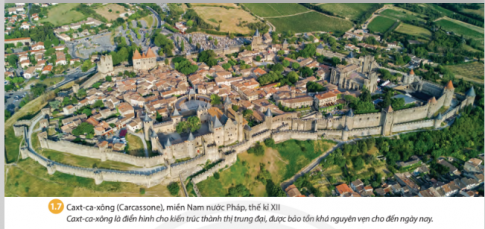 1.7 Caxt-ca-xông (Carcassone), miền Nam nước Pháp, thế kỉ XII
Caxt-ca-xông là điển hình cho kiến trúc thành thị trung đại, được bảo tồn khá nguyên vẹn cho đến ngày nay.